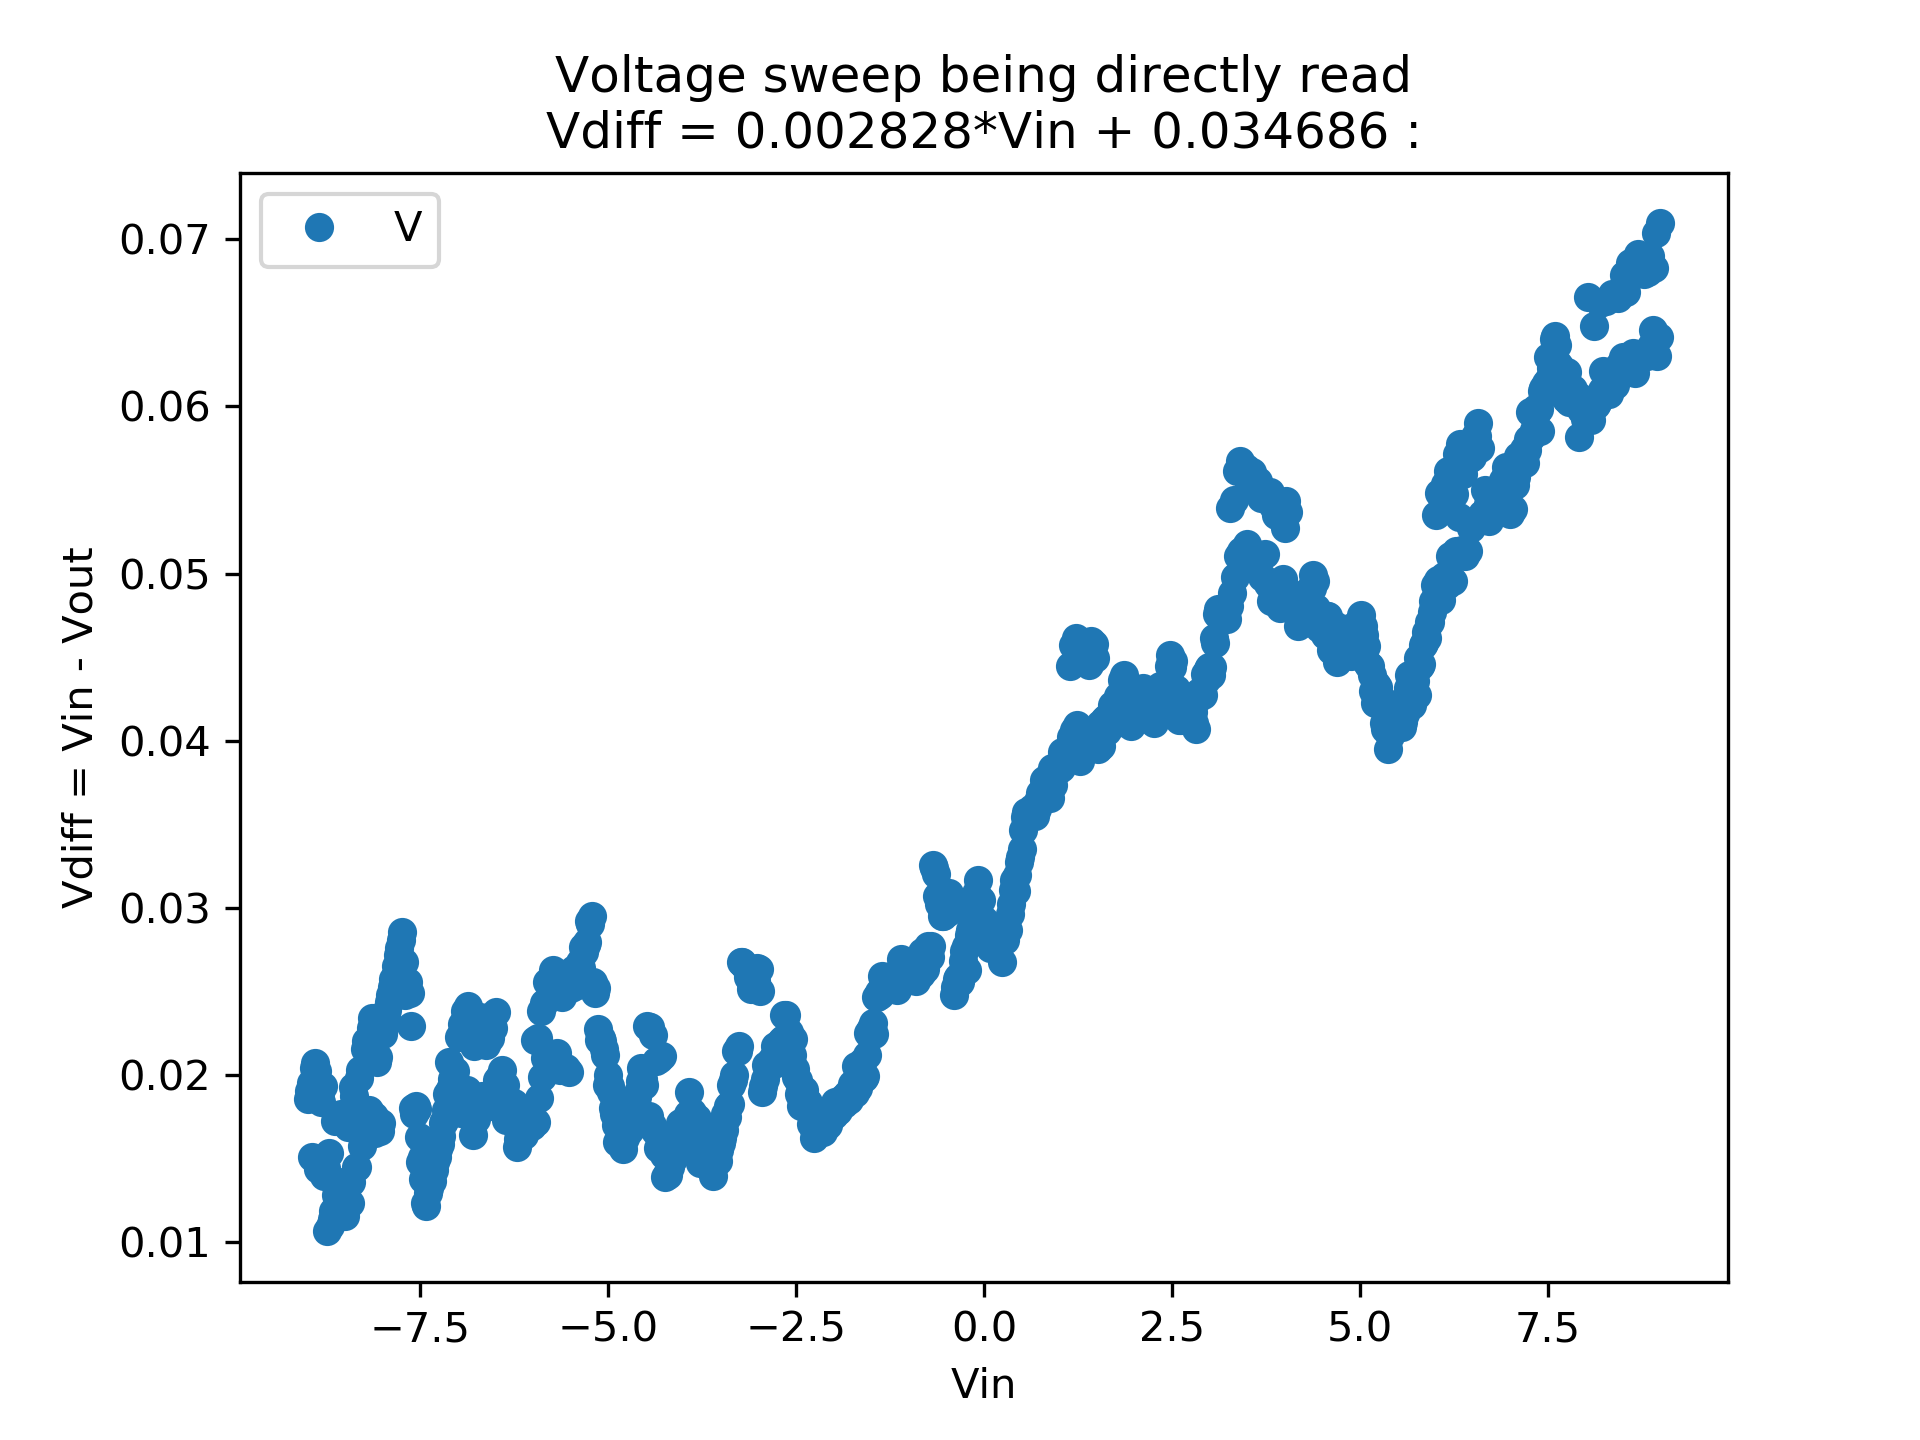 Voltage sweep being directly read
Vdiff = 0.002828*Vin + 0.034686 :
V
0.07
0.06
0.05
0.04
0.03
0.02
0.01
Vdiff = Vin - Vout
−7.5 −5.0 −2.5 0.0 2.5 5.0 7.5
Vin